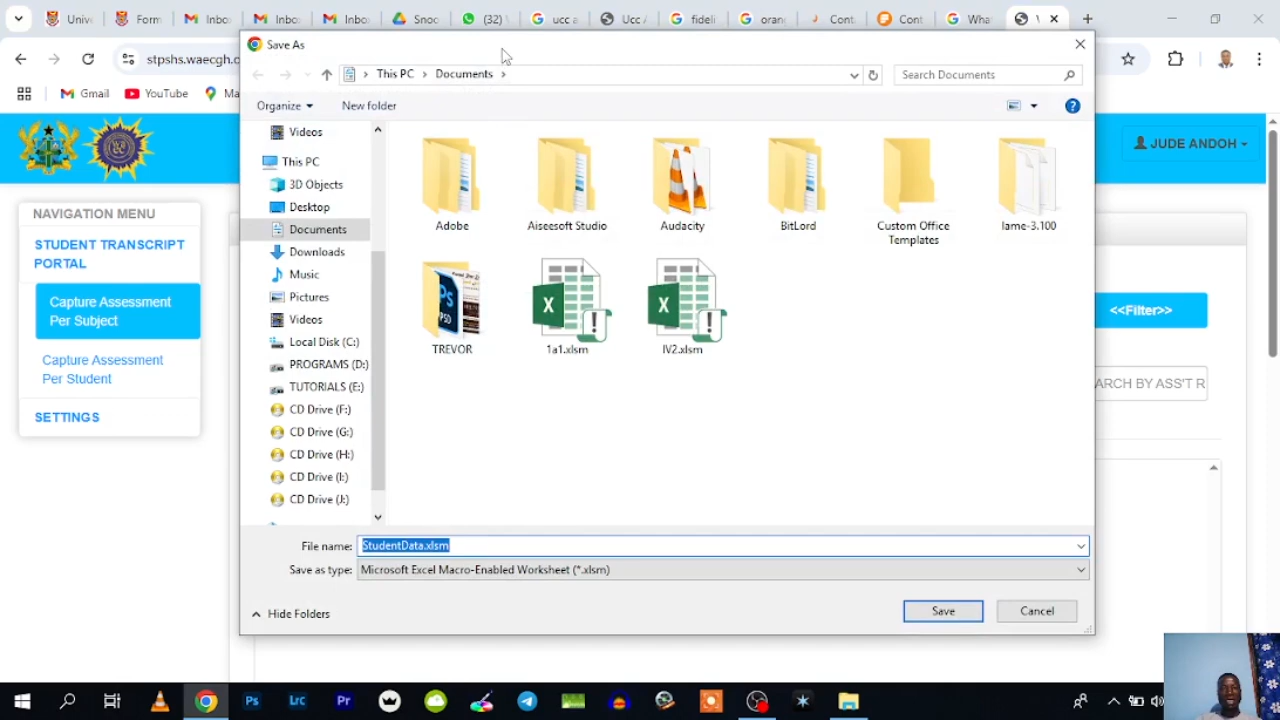 Univ
Form
Inbo
Inbo
Inbo
Snoc
(32)
ucc a
Ucc
fideli
oran
Cont
Cont
Wha
Save As
stpshs.waecgh.o
This PC
Documents
Search Documents
Gmail
YouTube
Ma
Organize
New folder
Videos
This PC
3D Objects
Desktop
Documents
Downloads
Music
Pictures
Videos
Local Disk (C:)
PROGRAMS (D:)
TUTORIALS (E:)
CD Drive (F:)
CD Drive (G:)
CD Drive (H:)
CD Drive (I:)
CD Drive (J:)
Adobe
Aiseesoft Studio
Audacity
BitLord
Custom Office
Templates
lame-3.100
TREVOR
1a1.xlsm
IV2.xlsm
JUDE ANDOH
NAVIGATION MENU
STUDENT TRANSCRIPT
PORTAL
Capture Assessment
Per Subject
Capture Assessment
Per Student
SETTINGS
<<Filter>>
ARCH BY ASS'T R
File name:
StudentData.xlsm
Save as type:
Microsoft Excel Macro-Enabled Worksheet (*.xlsm)
Hide Folders
Save
Cancel
Ps
Lrc
Pr